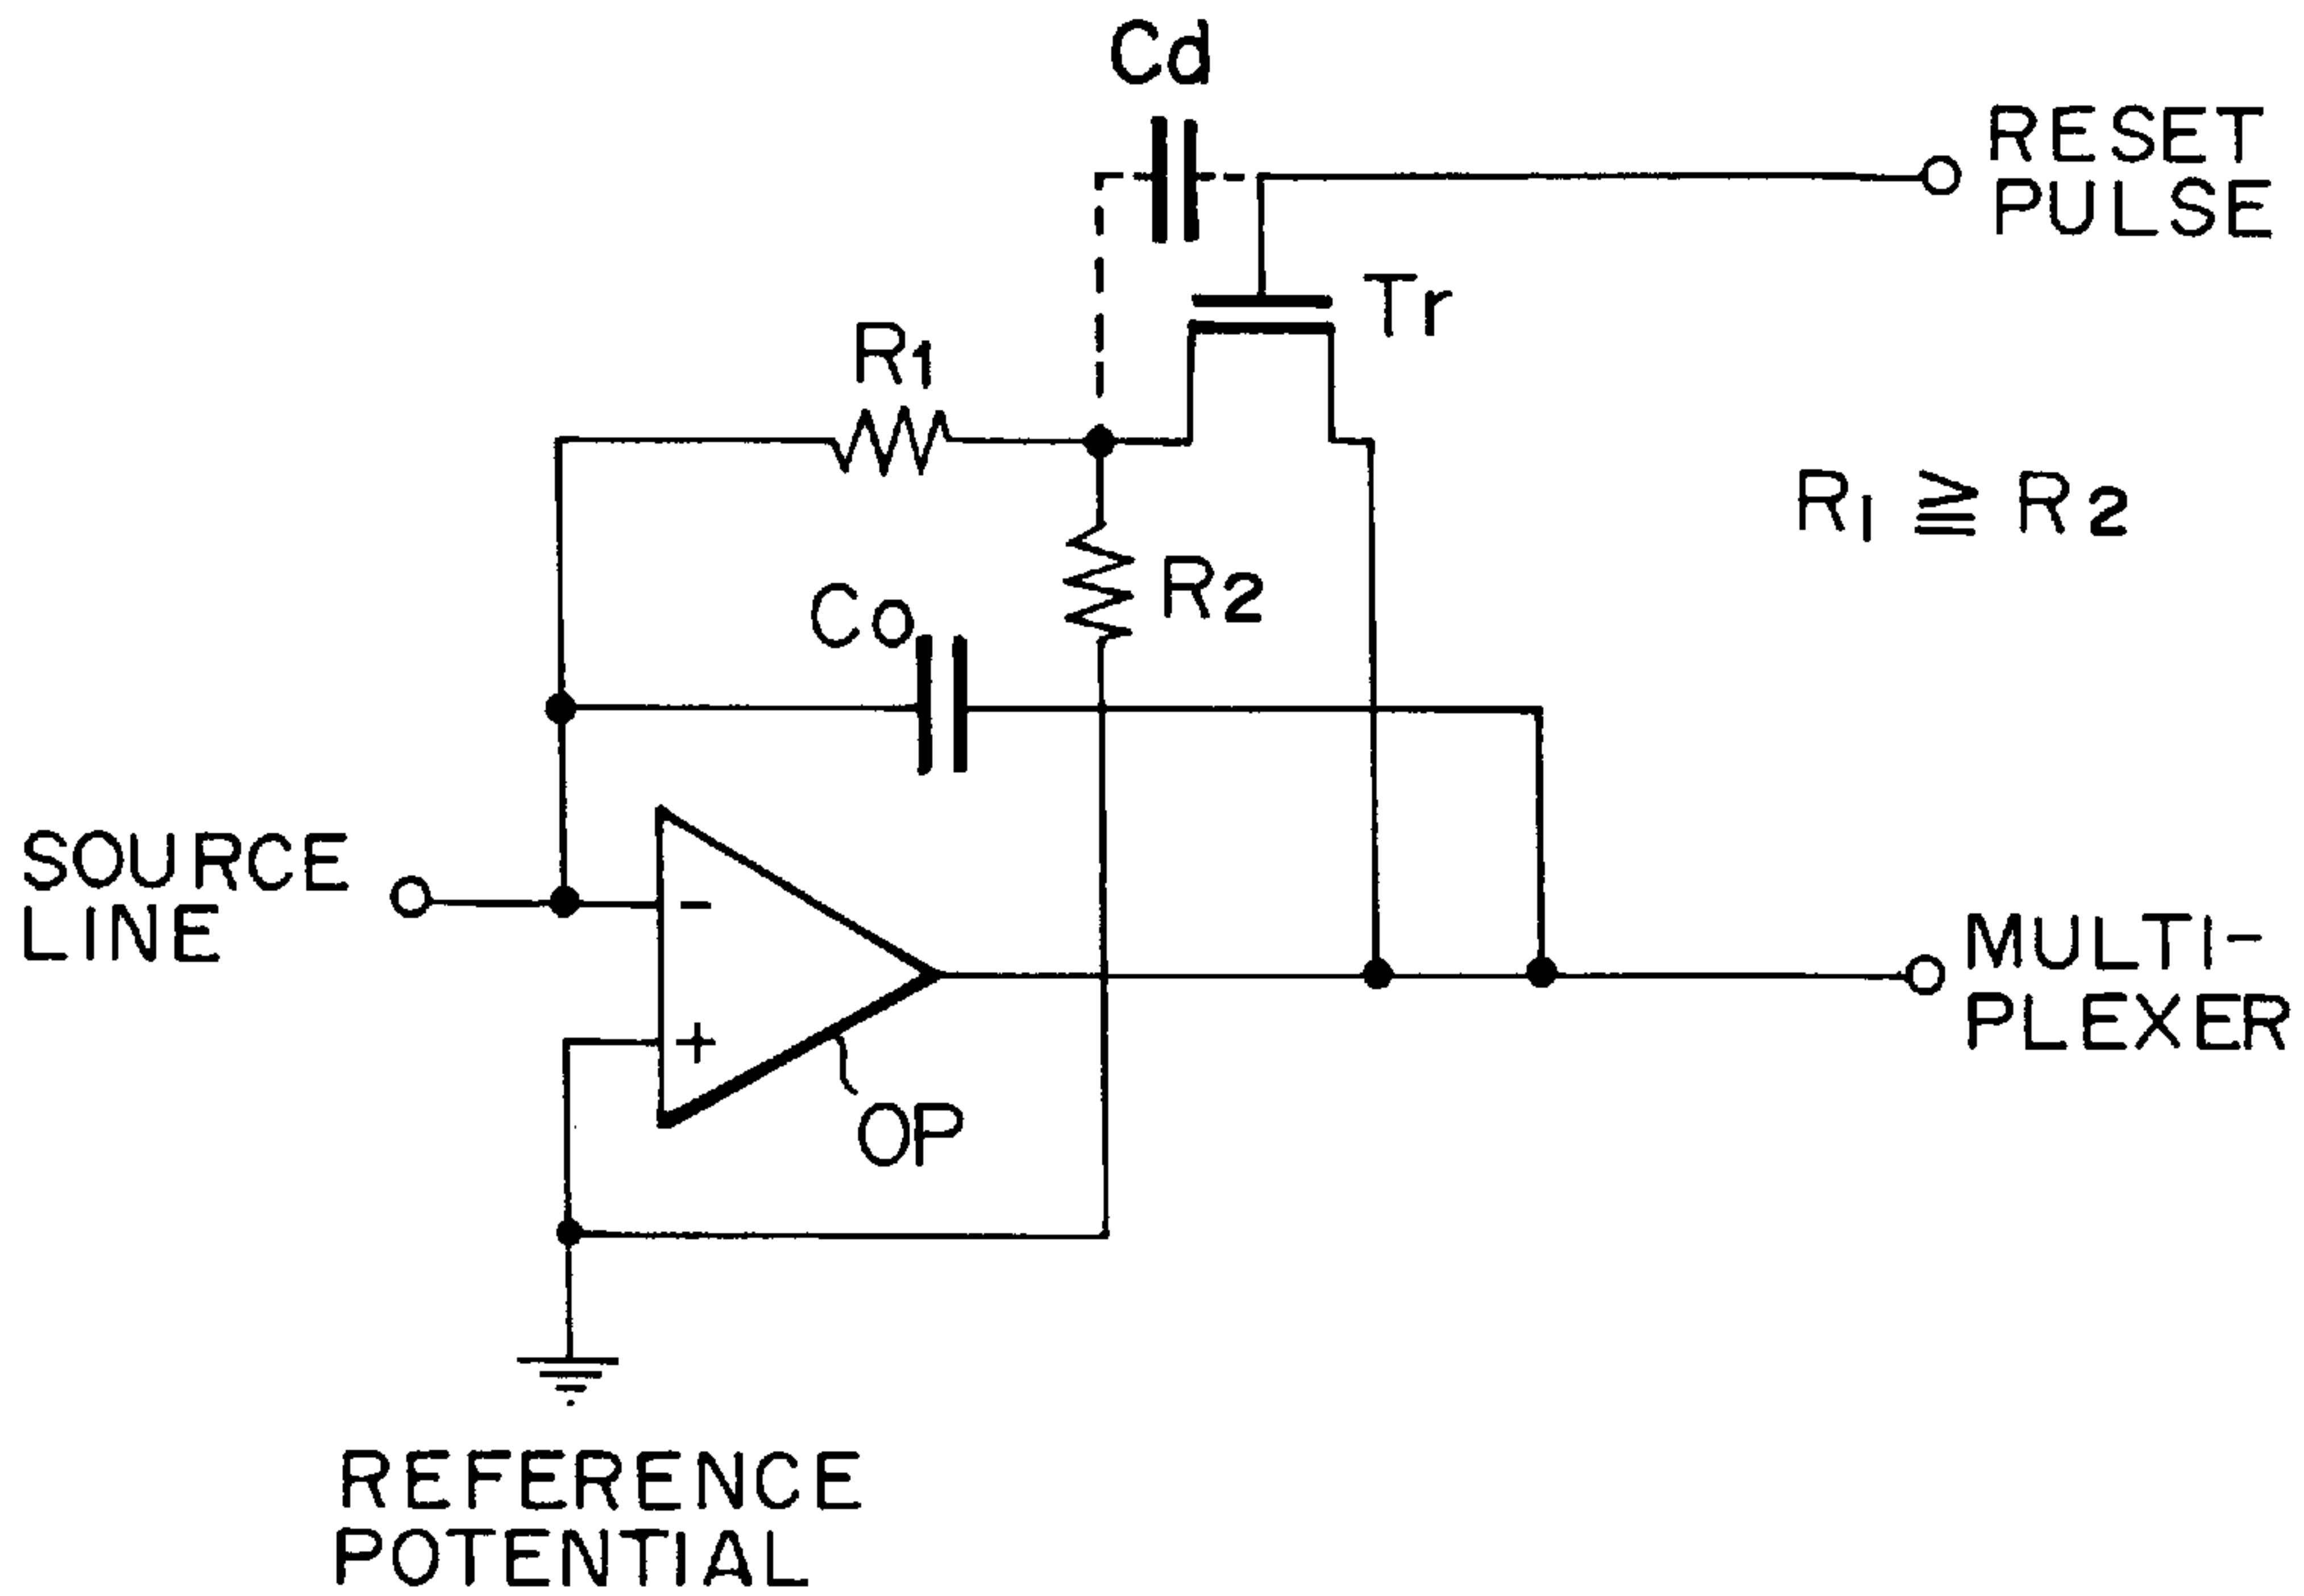 Cd
RESET
PULSE
Tr
R1
R1 ≧ R2
R2
Co
SOURCE
LINE
-
+
OP
MULTI-
PLEXER
REFERENCE
POTENTIAL